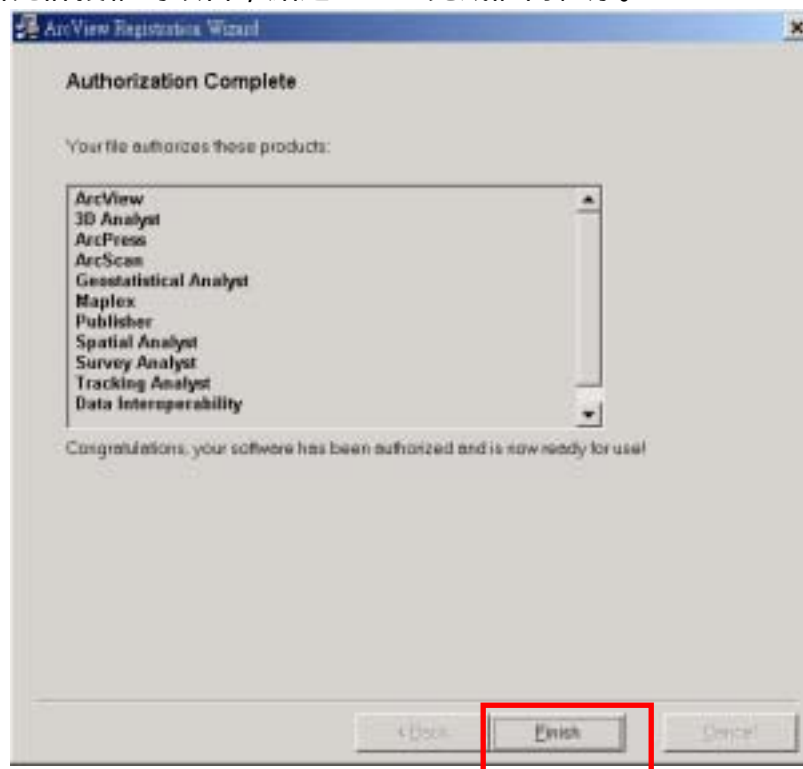 ArcView Registration Wizard
Authorization Complete
Your file authorizes these products:
ArcView
3D Analyst
ArcPress
ArcScan
Geostatistical Analyst
Maplex
Publisher
Spatial Analyst
Survey Analyst
Tracking Analyst
Data Interoperability
Congratulations, your software has been authorized and is now ready for use!
< Back
Finish
Cancel